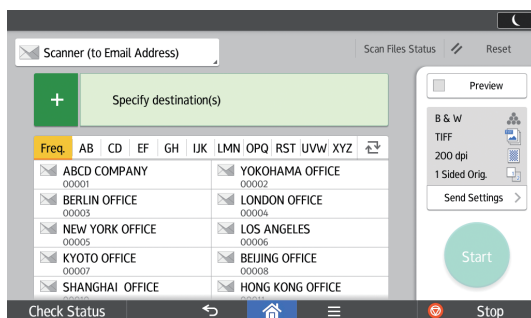 Scanner (to Email Address)
Scan Files Status
Reset
+
Specify destination(s)
Preview
Freq. AB CD EF GH IJK LMN OPQ RST UVW XYZ
B & W
TIFF
200 dpi
1 Sided Orig.
Send Settings >
Start
ABCD COMPANY
00001
YOKOHAMA OFFICE
00002
BERLIN OFFICE
00003
LONDON OFFICE
00004
NEW YORK OFFICE
00005
LOS ANGELES
00006
KYOTO OFFICE
00007
BEIJING OFFICE
00008
SHANGHAI OFFICE
HONG KONG OFFICE
Check Status
Stop